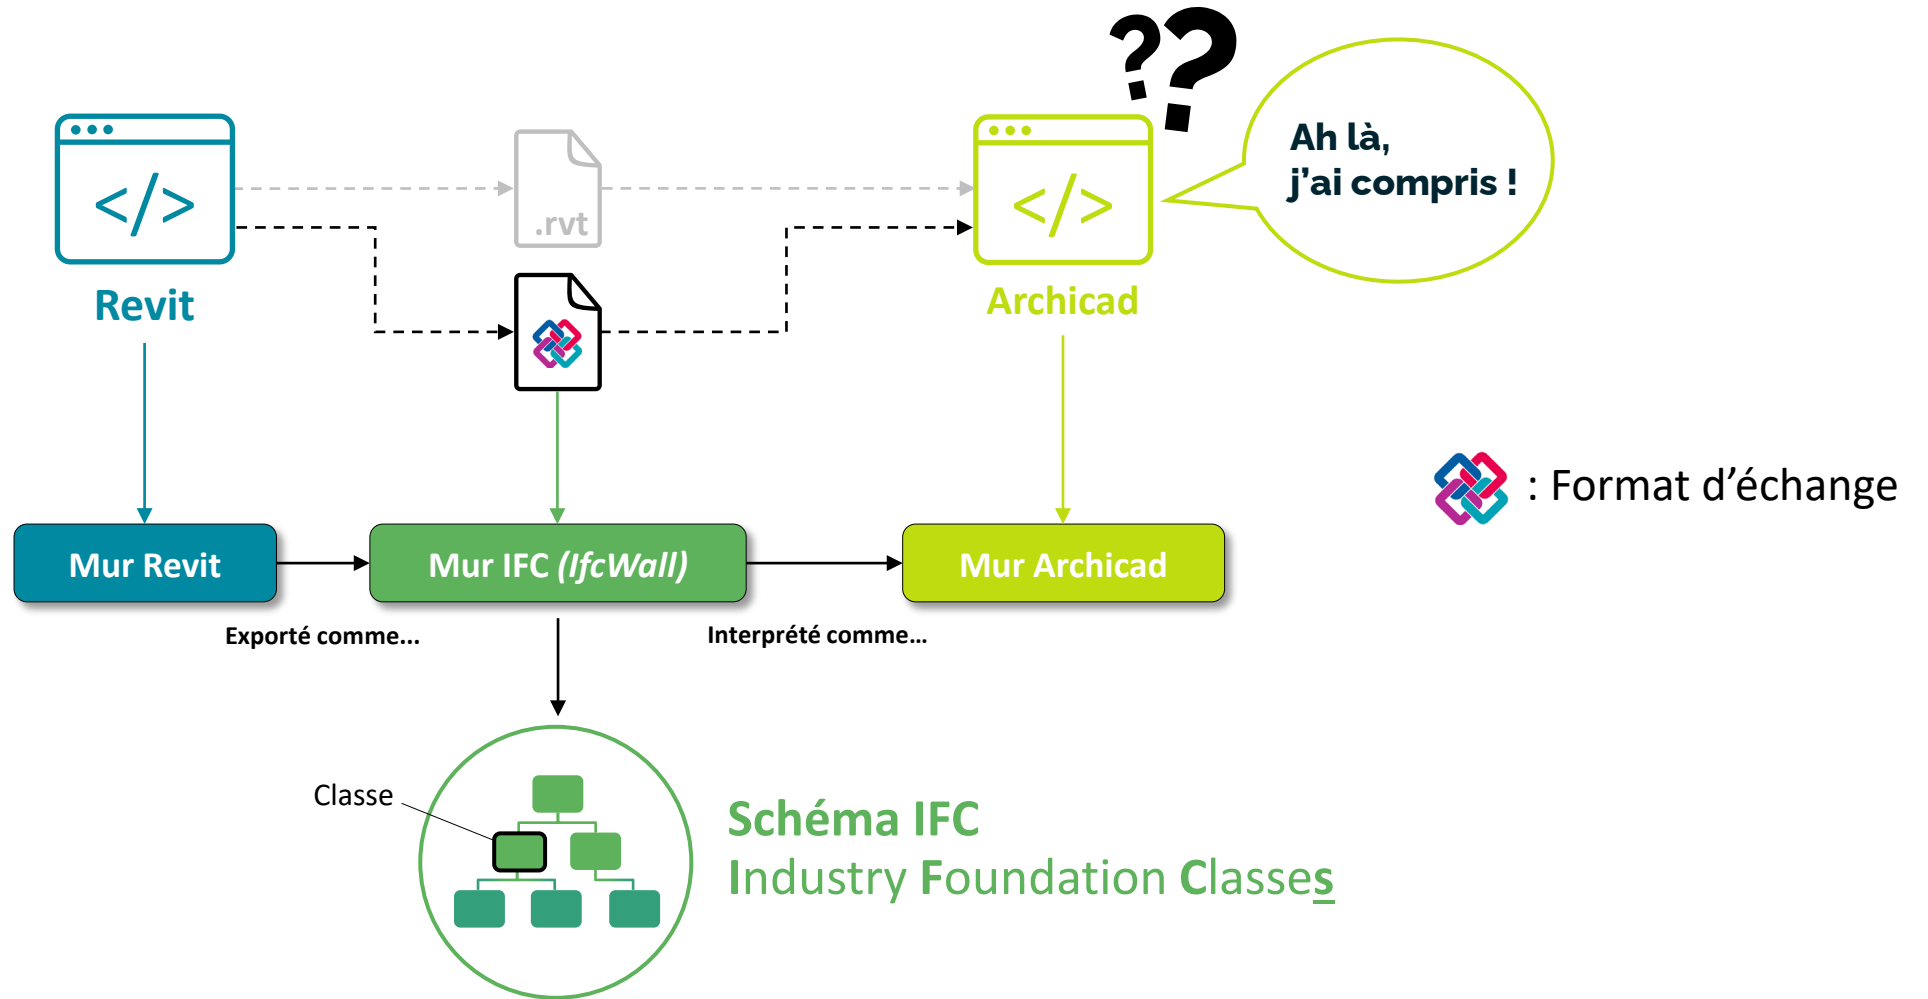 ??
Ah là,
j'ai compris !
</>
.rvt
</>
Revit
Archicad
: Format d'échange
Mur Revit
Mur IFC (IfcWall)
Mur Archicad
Exporté comme...
Interprété comme...
Classe
Schéma IFC
Industry Foundation Classes